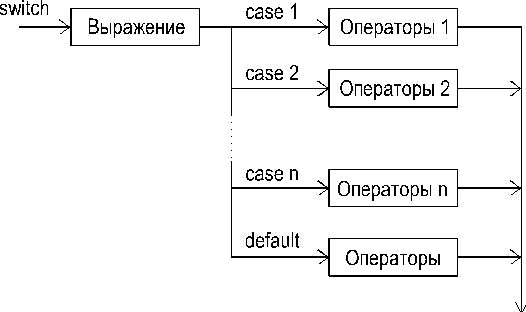 switch
Выражение
case 1
Операторы 1
case 2
Операторы 2
case n
Операторы n
default
Операторы